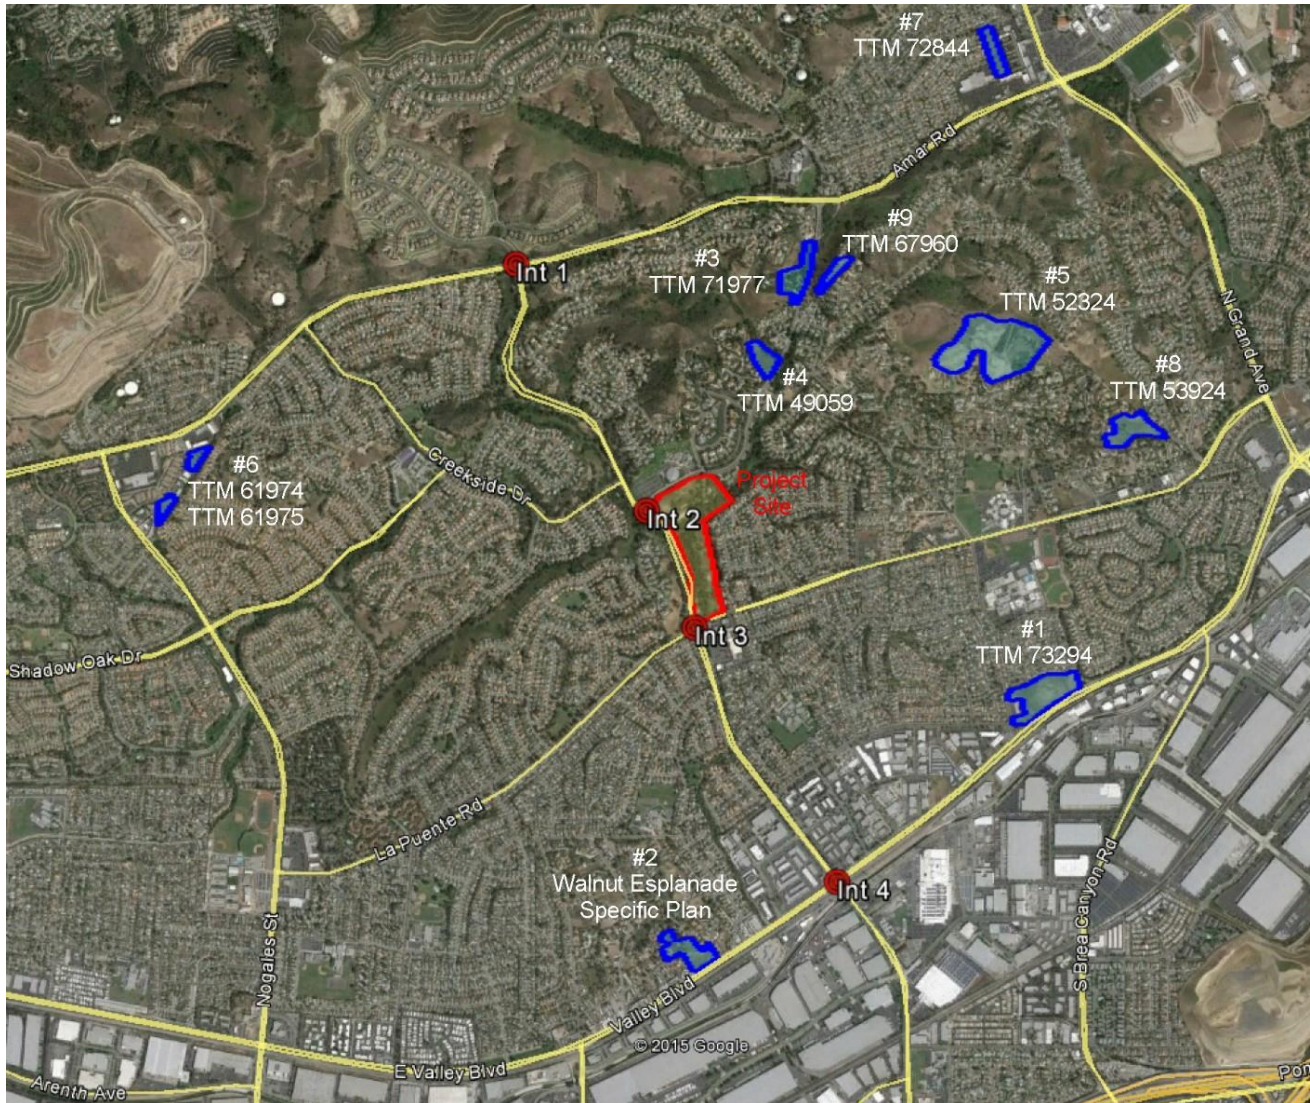 #7
TTM 72844
Amar Rd
#9
TTM 67960
#3
TTM 71977
Int 1
#5
TTM 52324
N Grand Ave
#4
TTM 49059
#8
TTM 53924
Creekside Dr
#6
TTM 61974
TTM 61975
Project
Site
Int 2
Int 3
#1
TTM 73294
Shadow Oak Dr
La Puente Rd
#2
Walnut Esplanade
Specific Plan
Int 4
S Brea Canyon Rd
Nogales St
Valley Blvd
© 2015 Google
E Valley Blvd
Arenth Ave